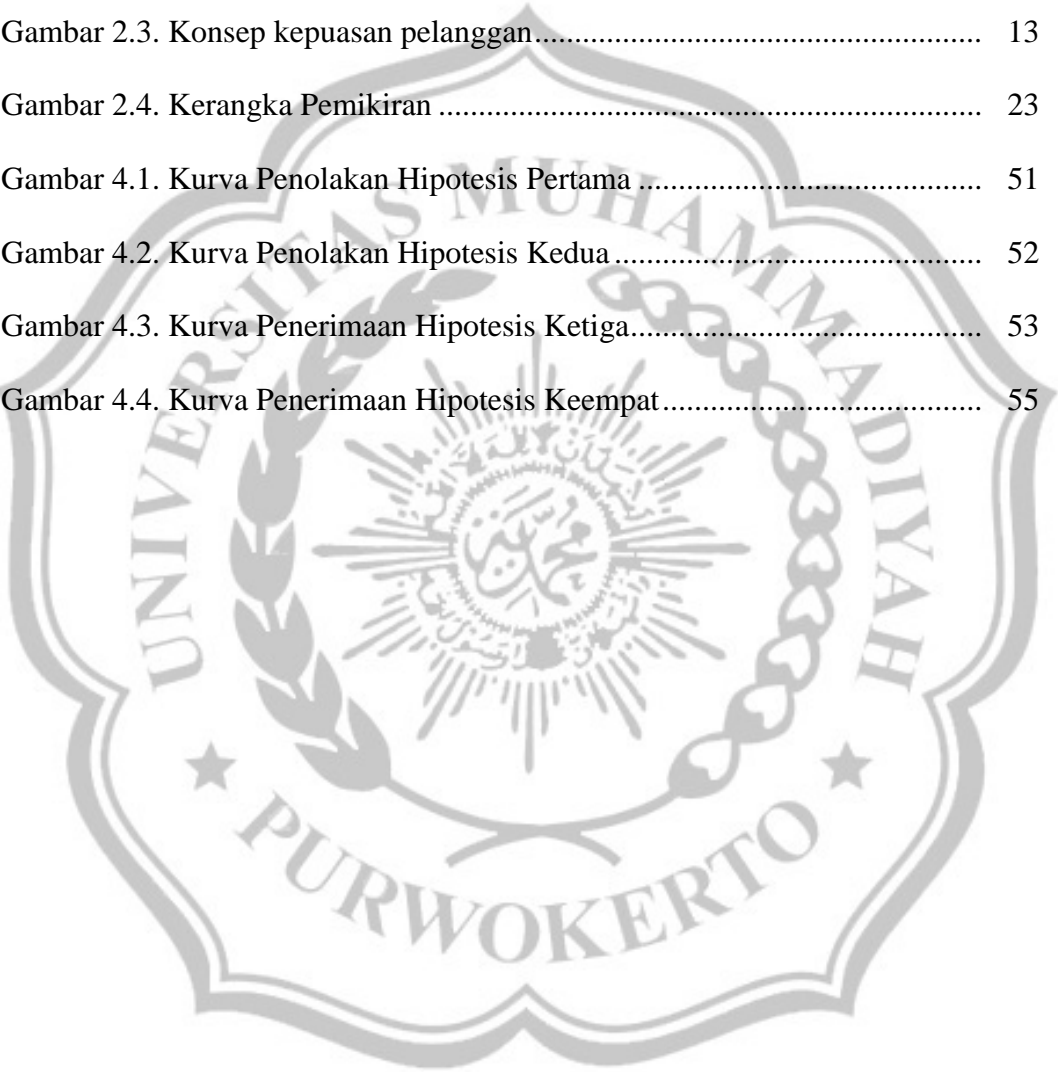 Gambar 2.3. Konsep kepuasan pelanggan....................................................... 13
Gambar 2.4. Kerangka Pemikiran .................................................................. 23
Gambar 4.1. Kurva Penolakan Hipotesis Pertama .......................................... 51
Gambar 4.2. Kurva Penolakan Hipotesis Kedua ............................................. 52
Gambar 4.3. Kurva Penerimaan Hipotesis Ketiga........................................... 53
Gambar 4.4. Kurva Penerimaan Hipotesis Keempat....................................... 55
UNIVERSITAS MUHAMMADIYAH
PURWOKERTO